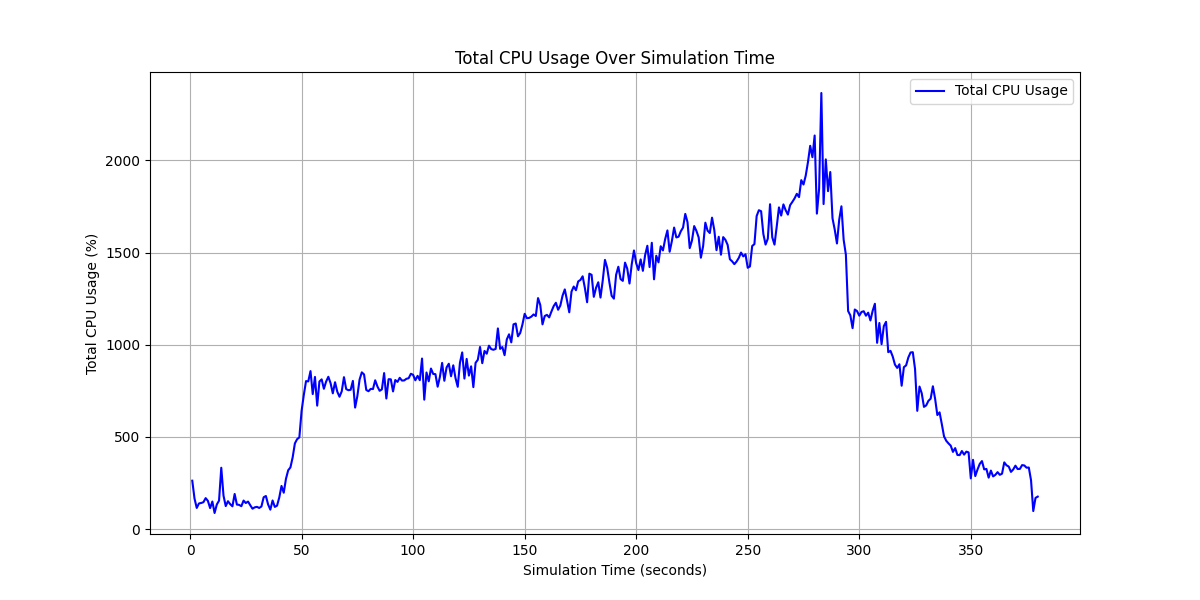 Total CPU Usage Over Simulation Time
Total CPU Usage
Total CPU Usage (%)
2000
1500
1000
500
0
0 50 100 150 200 250 300 350
Simulation Time (seconds)